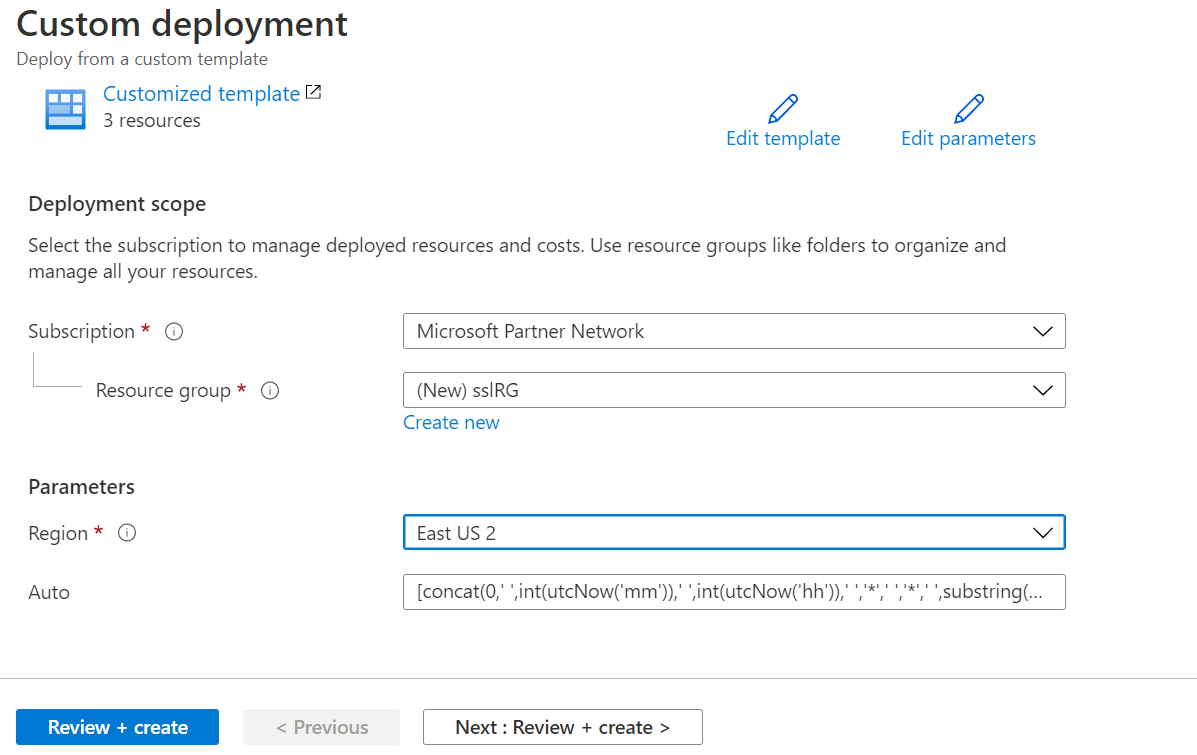 Custom deployment
Deploy from a custom template
Customized template
3 resources
Edit template
Edit parameters
Deployment scope
Select the subscription to manage deployed resources and costs. Use resource groups like folders to organize and
manage all your resources.
Subscription *
Microsoft Partner Network
Resource group *
(New) sslRG
Create new
Parameters
Region *
East US 2
Auto
[concat(0,' ',int(utcNow('mm')),' ',int(utcNow('hh')),' ','*',' ','*',' ',substring(...
Review + create
< Previous
Next : Review + create >